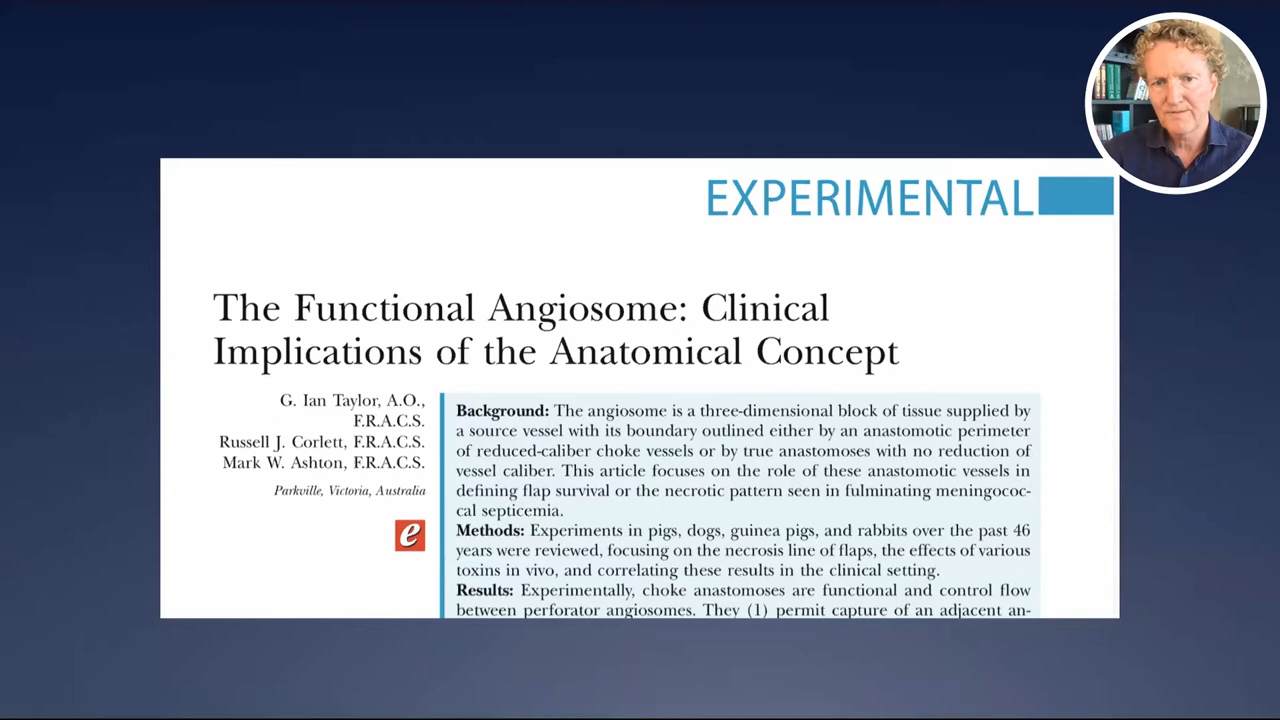 EXPERIMENTAL
The Functional Angiosome: Clinical
Implications of the Anatomical Concept
G. Ian Taylor, A.O.,
F.R.A.C.S.
Russell J. Corlett, F.R.A.C.S.
Mark W. Ashton, F.R.A.C.S.
Parkville, Victoria, Australia
e
Background: The angiosome is a three-dimensional block of tissue supplied by
a source vessel with its boundary outlined either by an anastomotic perimeter
of reduced-caliber choke vessels or by true anastomoses with no reduction of
vessel caliber. This article focuses on the role of these anastomotic vessels in
defining flap survival or the necrotic pattern seen in fulminating meningococ-
cal septicemia.
Methods: Experiments in pigs, dogs, guinea pigs, and rabbits over the past 46
years were reviewed, focusing on the necrosis line of flaps, the effects of various
toxins in vivo, and correlating these results in the clinical setting.
Results: Experimentally, choke anastomoses are functional and control flow
between perforator angiosomes. They (1) permit capture of an adjacent an-